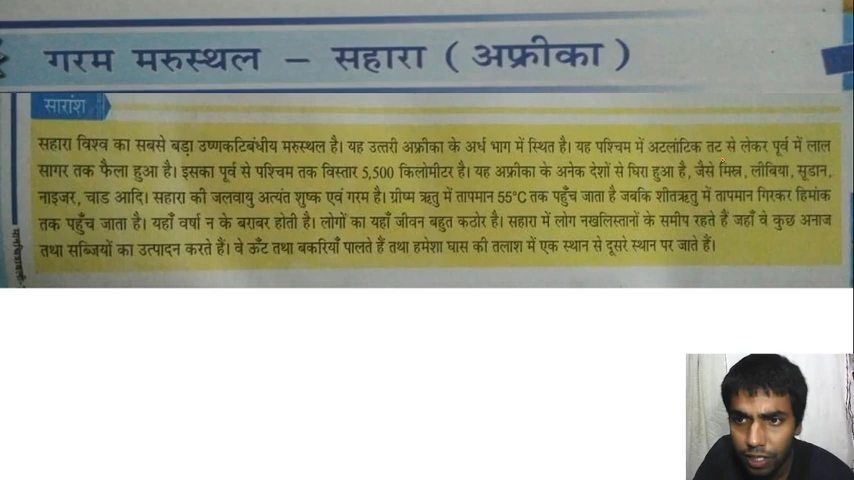 गरम मरुस्थल – सहारा ( अफ्रीका )
सारांश
सहारा विश्व का सबसे बड़ा उष्णकटिबंधीय मरुस्थल है। यह उत्तरी अफ्रीका के अर्ध भाग में स्थित है। यह पश्चिम में अटलांटिक तट से लेकर पूर्व में लाल
सागर तक फैला हुआ है। इसका पूर्व से पश्चिम तक विस्तार 5,500 किलोमीटर है। यह अफ्रीका के अनेक देशों से घिरा हुआ है, जैसे मिस्र, लीबिया, सूडान,
नाइजर, चाड आदि। सहारा की जलवायु अत्यंत शुष्क एवं गरम है। ग्रीष्म ऋतु में तापमान 55°C तक पहुँच जाता है जबकि शीतऋतु में तापमान गिरकर हिमांक
तक पहुँच जाता है। यहाँ वर्षा न के बराबर होती है। लोगों का यहाँ जीवन बहुत कठोर है। सहारा में लोग नखलिस्तानों के समीप रहते हैं जहाँ वे कुछ अनाज
तथा सब्जियों का उत्पादन करते हैं। वे ऊँट तथा बकरियाँ पालते हैं तथा हमेशा घास की तलाश में एक स्थान से दूसरे स्थान पर जाते हैं।